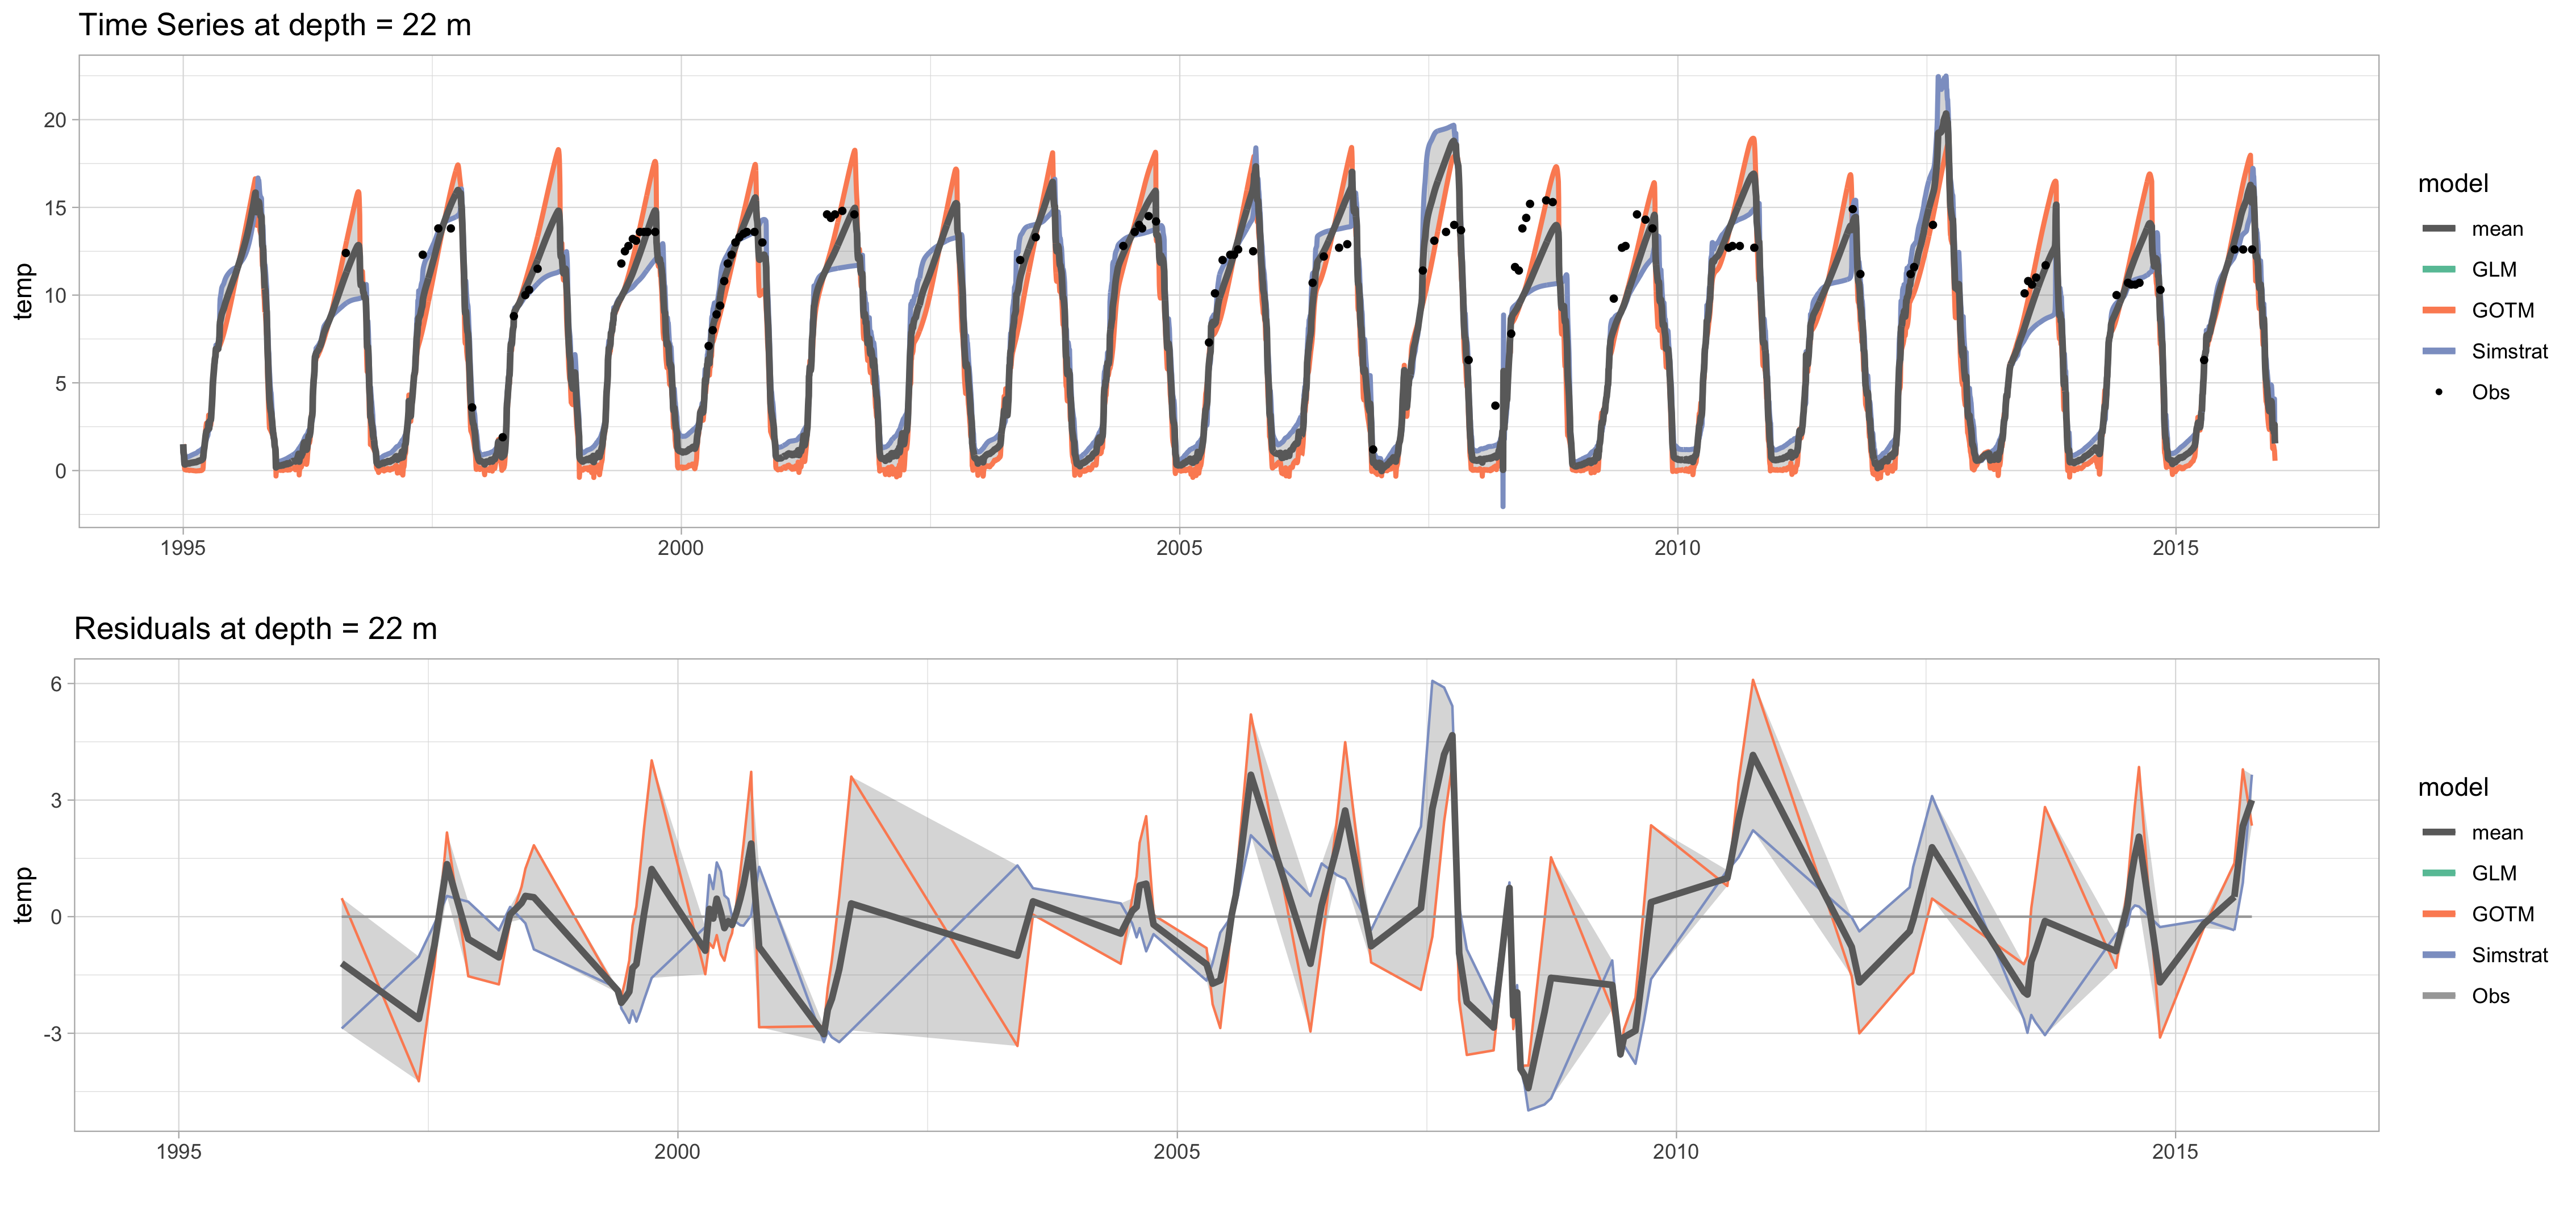 Time Series at depth = 22 m
temp
20
15
10
5
0
1995
2000
2005
2010
2015
model
mean
GLM
GOTM
Simstrat
Obs
Residuals at depth = 22 m
temp
6
3
0
-3
1995
2000
2005
2010
2015
model
mean
GLM
GOTM
Simstrat
Obs